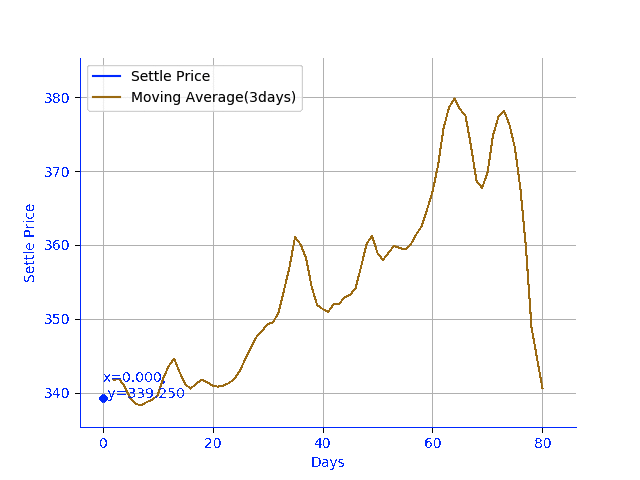 Settle Price
Moving Average(3days)
380
370
360
350
340
Settle Price
x=0.000,
y=339.250
0
20
40
60
80
Days